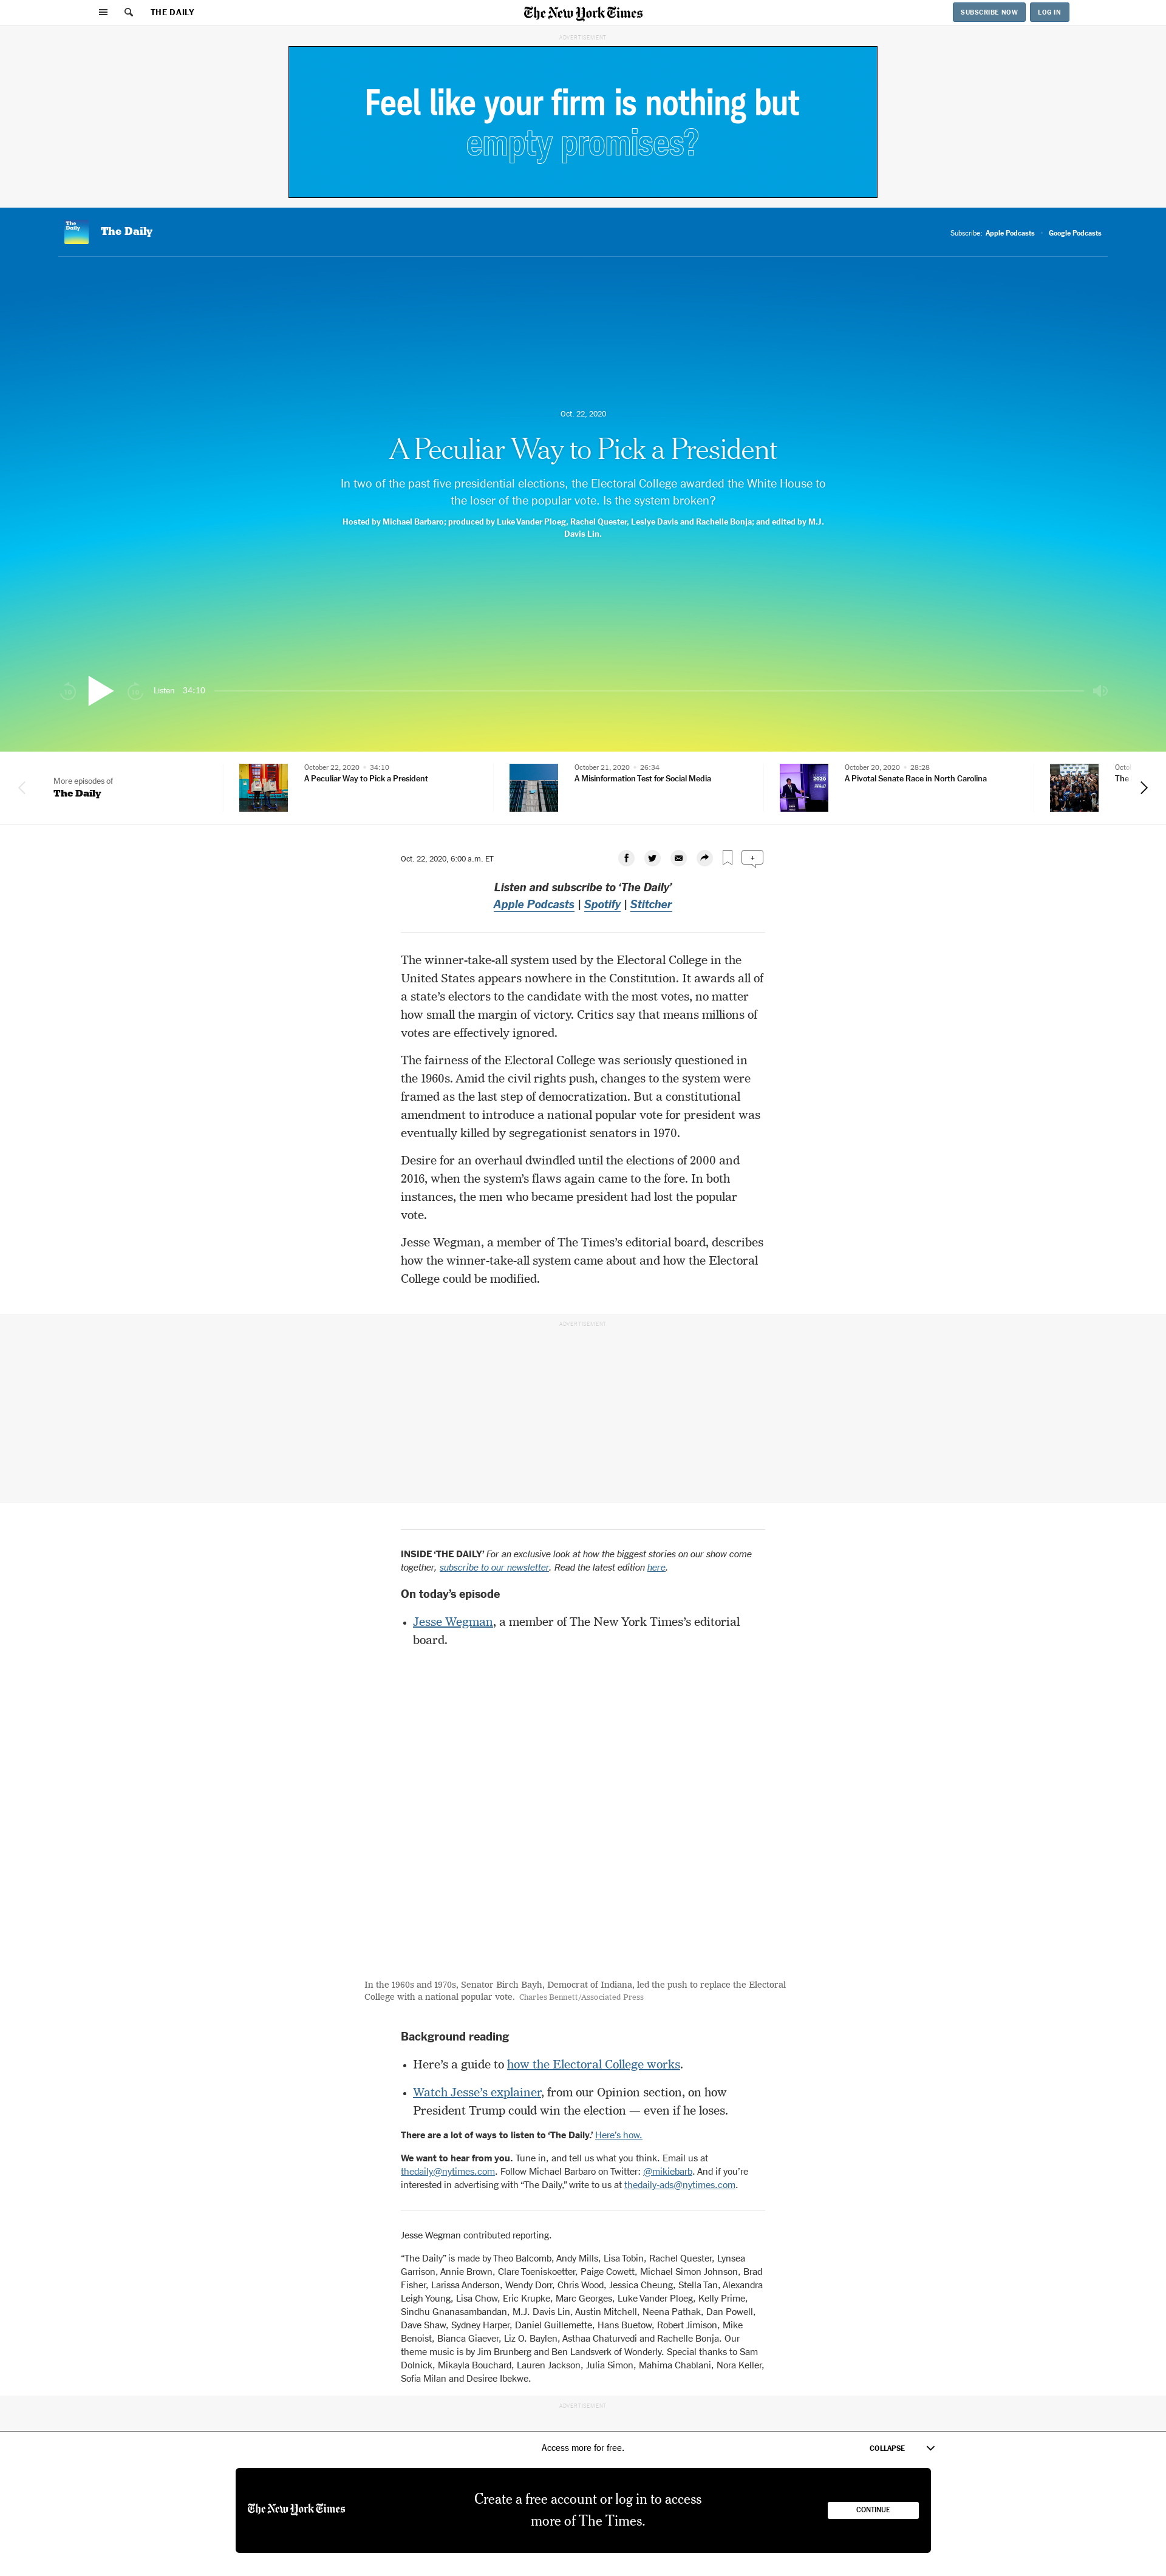 THE DAILY
The New York Times
SUBSCRIBE NOW
LOG IN
ADVERTISEMENT
Feel like your firm is nothing but
empty promises?
The
Daily
The Daily
Subscribe: Apple Podcasts · Google Podcasts
Oct. 22, 2020
A Peculiar Way to Pick a President
In two of the past five presidential elections, the Electoral College awarded the White House to
the loser of the popular vote. Is the system broken?
Hosted by Michael Barbaro; produced by Luke Vander Ploeg, Rachel Quester, Leslye Davis and Rachelle Bonja; and edited by M.J.
Davis Lin.
Listen 34:10
More episodes of
The Daily
October 22, 2020 • 34:10
A Peculiar Way to Pick a President
October 21, 2020 • 26:34
A Misinformation Test for Social Media
October 20, 2020 • 28:28
A Pivotal Senate Race in North Carolina
2020
The
Oct. 22, 2020, 6:00 a.m. ET
Listen and subscribe to ‘The Daily’
Apple Podcasts | Spotify | Stitcher
The winner-take-all system used by the Electoral College in the
United States appears nowhere in the Constitution. It awards all of
a state’s electors to the candidate with the most votes, no matter
how small the margin of victory. Critics say that means millions of
votes are effectively ignored.
The fairness of the Electoral College was seriously questioned in
the 1960s. Amid the civil rights push, changes to the system were
framed as the last step of democratization. But a constitutional
amendment to introduce a national popular vote for president was
eventually killed by segregationist senators in 1970.
Desire for an overhaul dwindled until the elections of 2000 and
2016, when the system’s flaws again came to the fore. In both
instances, the men who became president had lost the popular
vote.
Jesse Wegman, a member of The Times’s editorial board, describes
how the winner-take-all system came about and how the Electoral
College could be modified.
ADVERTISEMENT
INSIDE ‘THE DAILY’ For an exclusive look at how the biggest stories on our show come
together, subscribe to our newsletter. Read the latest edition here.
On today’s episode
• Jesse Wegman, a member of The New York Times’s editorial
board.
In the 1960s and 1970s, Senator Birch Bayh, Democrat of Indiana, led the push to replace the Electoral
College with a national popular vote. Charles Bennett/Associated Press
Background reading
• Here’s a guide to how the Electoral College works.
• Watch Jesse’s explainer, from our Opinion section, on how
President Trump could win the election — even if he loses.
There are a lot of ways to listen to ‘The Daily.’ Here’s how.
We want to hear from you. Tune in, and tell us what you think. Email us at
thedaily@nytimes.com. Follow Michael Barbaro on Twitter: @mikiebarb. And if you’re
interested in advertising with “The Daily,” write to us at thedaily-ads@nytimes.com.
Jesse Wegman contributed reporting.
“The Daily” is made by Theo Balcomb, Andy Mills, Lisa Tobin, Rachel Quester, Lynsea
Garrison, Annie Brown, Clare Toeniskoetter, Paige Cowett, Michael Simon Johnson, Brad
Fisher, Larissa Anderson, Wendy Dorr, Chris Wood, Jessica Cheung, Stella Tan, Alexandra
Leigh Young, Lisa Chow, Eric Krupke, Marc Georges, Luke Vander Ploeg, Kelly Prime,
Sindhu Gnanasambandan, M.J. Davis Lin, Austin Mitchell, Neena Pathak, Dan Powell,
Dave Shaw, Sydney Harper, Daniel Guillemette, Hans Buetow, Robert Jimison, Mike
Benoist, Bianca Giaever, Liz O. Baylen, Asthaa Chaturvedi and Rachelle Bonja. Our
theme music is by Jim Brunberg and Ben Landsverk of Wonderly. Special thanks to Sam
Dolnick, Mikayla Bouchard, Lauren Jackson, Julia Simon, Mahima Chablani, Nora Keller,
Sofia Milan and Desiree Ibekwe.
ADVERTISEMENT
Access more for free.
COLLAPSE
The New York Times
Create a free account or log in to access
more of The Times.
CONTINUE